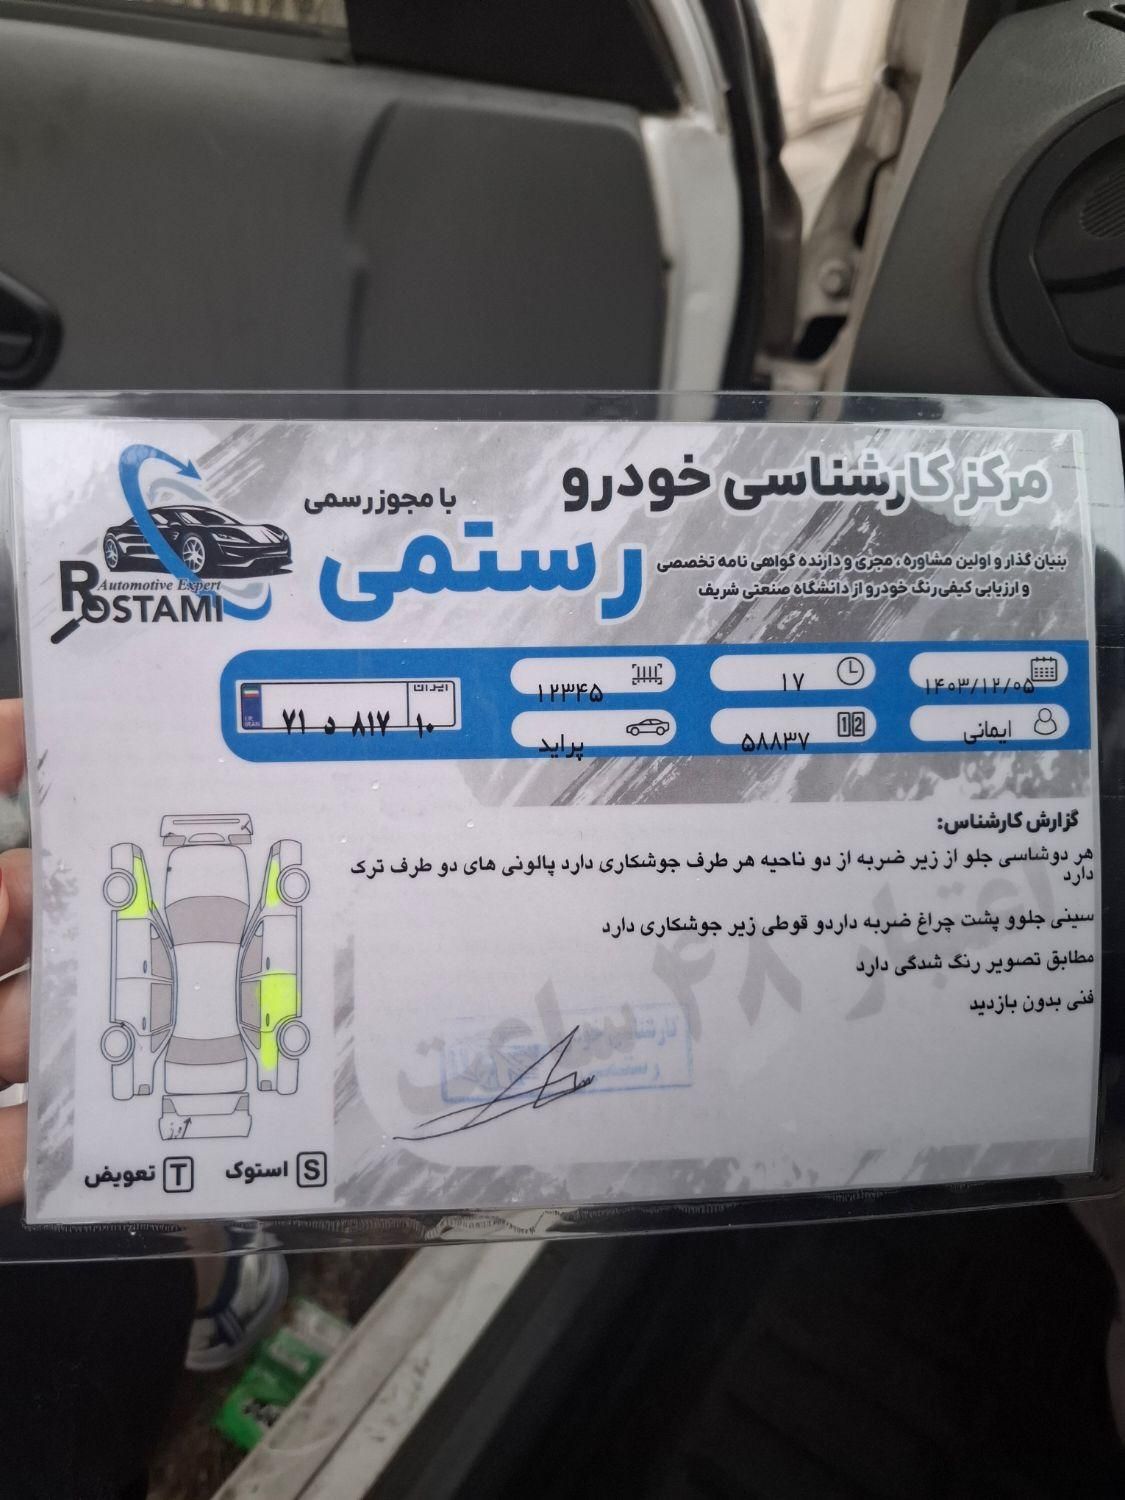 مرکز کارشناسی خودرو
با مجوز رسمی
رستمی
بنیان گذار و اولین مشاوره ، مجری و دارنده گواهی نامه تخصصی
و ارزیابی کیفی رنگ خودرو از دانشگاه صنعتی شریف
Automotive Expert
ROSTAMI
۱۴۰۳/۱۲/۰۵
۱۷
۱۲۳۴۵
ایران
۷۱ د ۸۱۷ ۱۰
I.R.
IRAN
ایمانی
۵۸۸۳۷
پراید
گزارش کارشناس:
هر دوشاسی جلو از زیر ضربه از دو ناحیه هر طرف جوشکاری دارد پالونی های دو طرف ترک
دارد
سینی جلوو پشت چراغ ضربه داردو قوطی زیر جوشکاری دارد
مطابق تصویر رنگ شدگی دارد
فنی بدون بازدید
اعتبار ۴۸ ساعت
S استوک
T تعویض